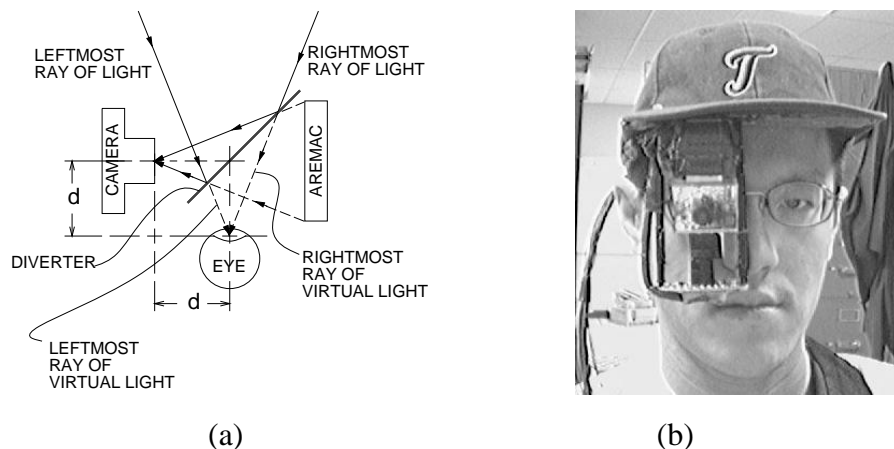 LEFTMOST
RAY OF LIGHT
RIGHTMOST
RAY OF LIGHT
CAMERA
AREMAC
d
DIVERTER
EYE
d
RIGHTMOST
RAY OF
VIRTUAL LIGHT
LEFTMOST
RAY OF
VIRTUAL LIGHT
T
(a)
(b)